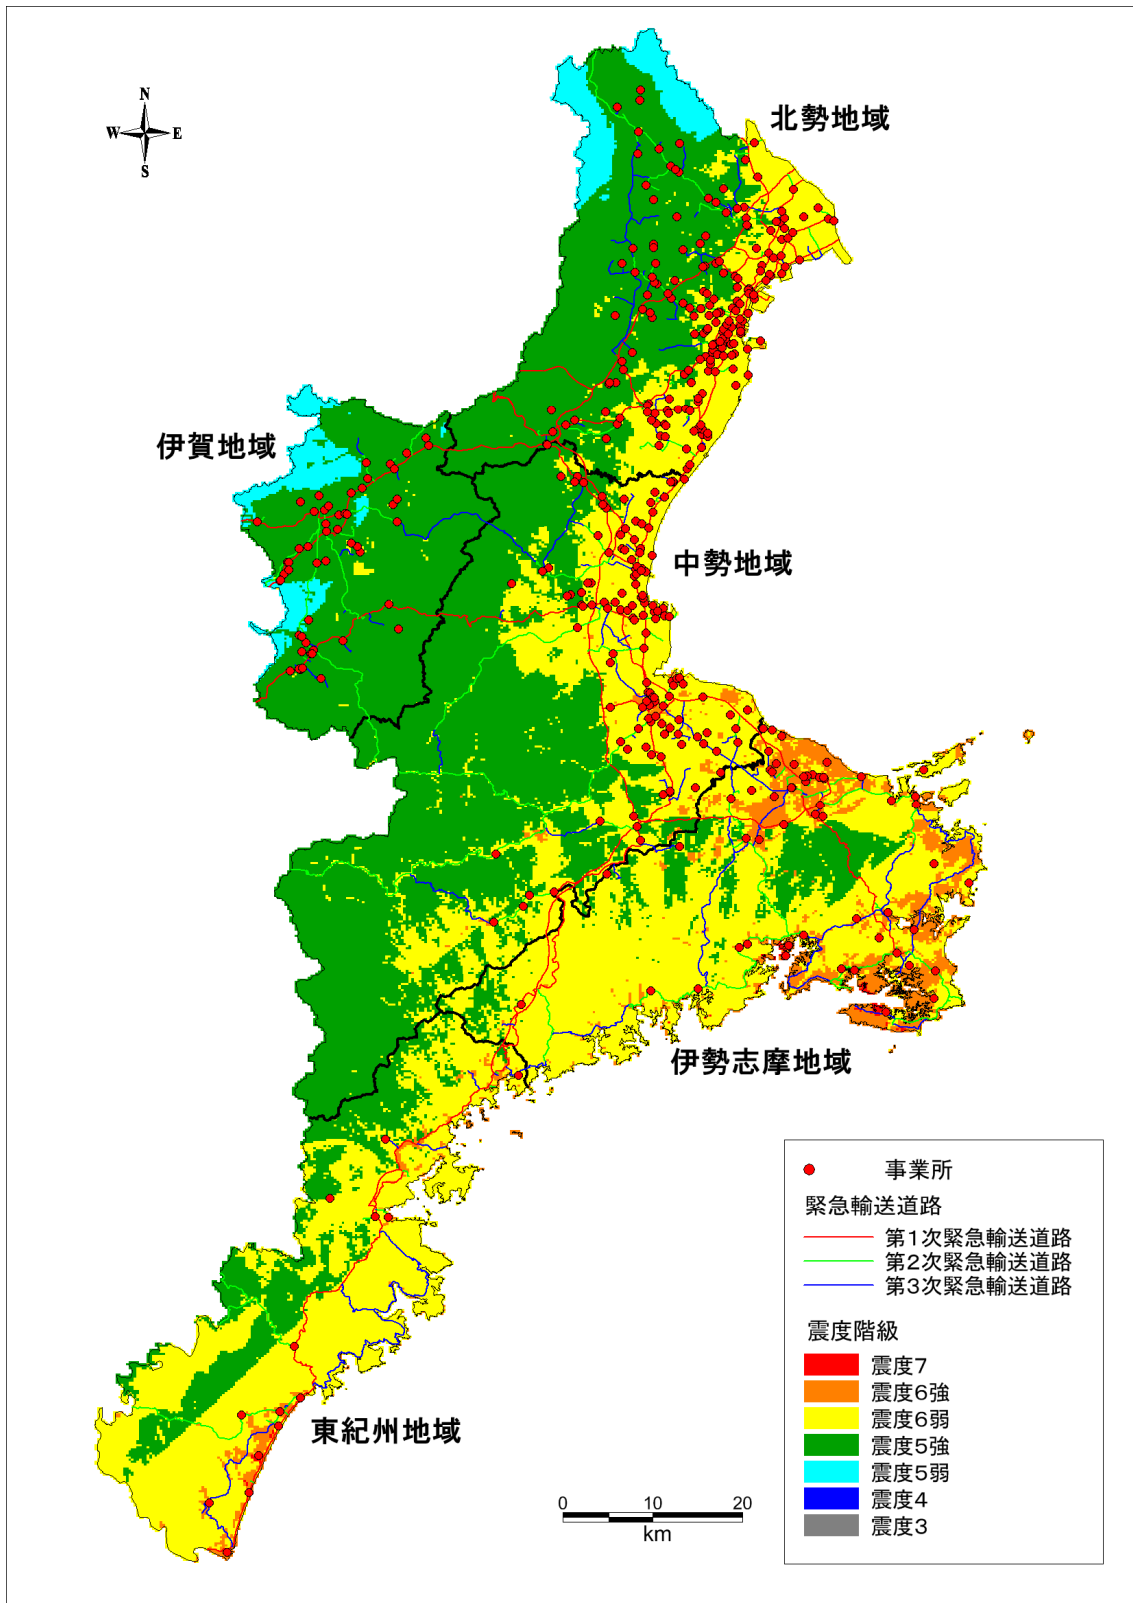 北勢地域
N
W
E
S
伊賀地域
中勢地域
伊勢志摩地域
東紀州地域
事業所
緊急輸送道路
第1次緊急輸送道路
第2次緊急輸送道路
第3次緊急輸送道路
震度階級
震度7
震度6強
震度6弱
震度5強
震度5弱
震度4
震度3
0 10 20
km